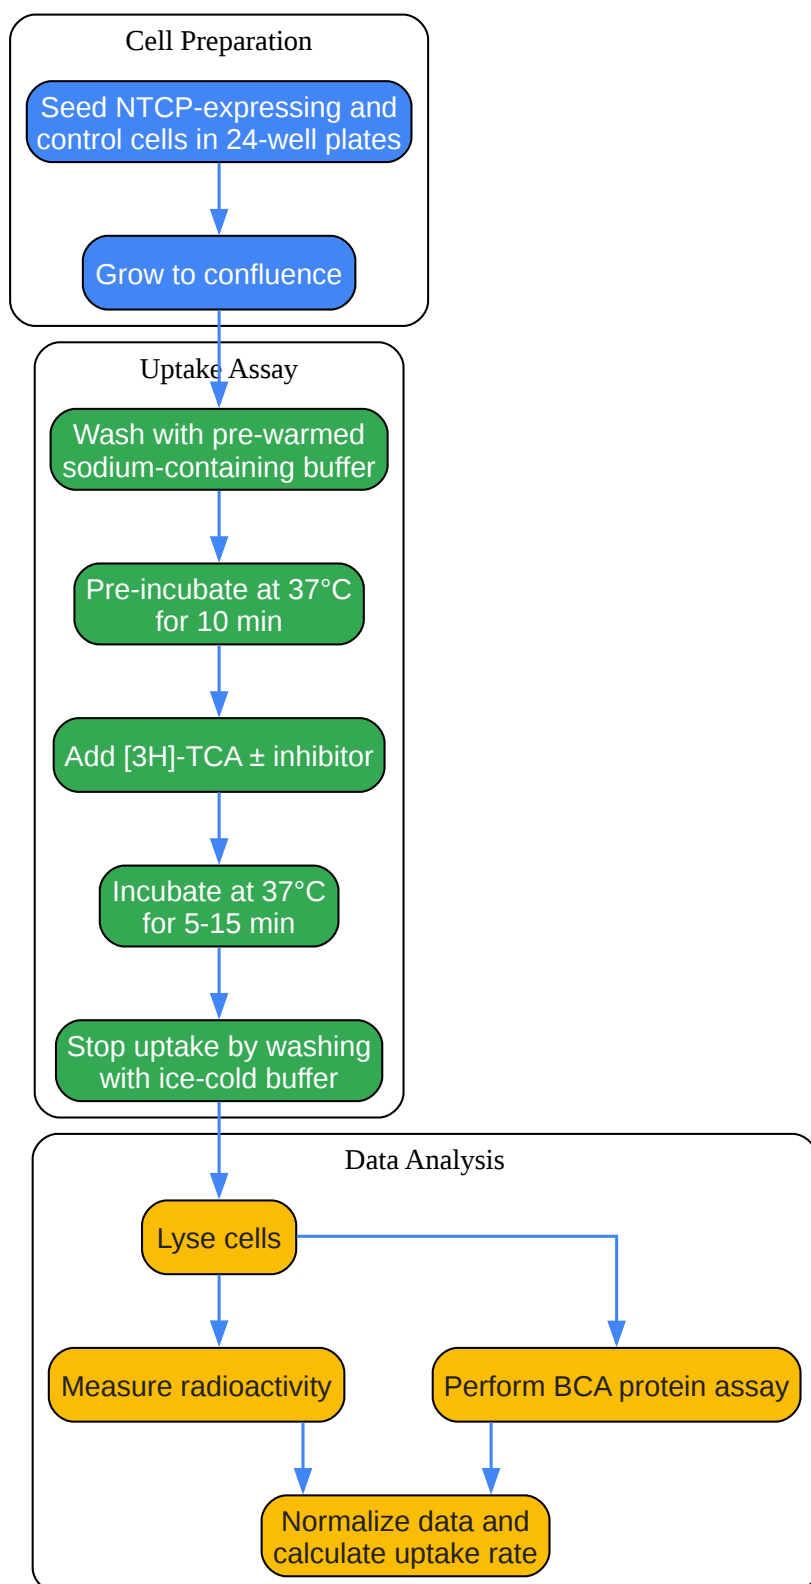 Cell Preparation
Seed NTCP-expressing and
control cells in 24-well plates
Grow to confluence
Uptake Assay
Wash with pre-warmed
sodium-containing buffer
Pre-incubate at 37°C
for 10 min
Add [3H]-TCA ± inhibitor
Incubate at 37°C
for 5-15 min
Stop uptake by washing
with ice-cold buffer
Data Analysis
Lyse cells
Measure radioactivity
Perform BCA protein assay
Normalize data and
calculate uptake rate